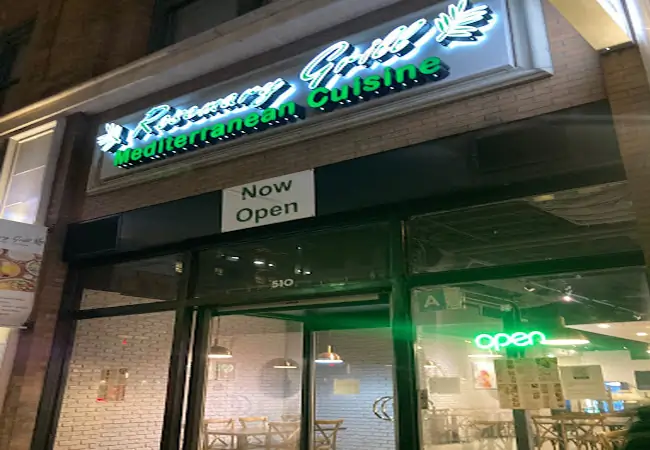 Rosemary Grill
Mediterranean Cuisine
Now
Open
510
A
open